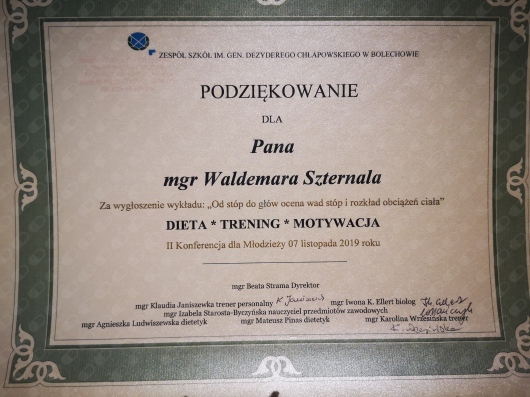 ZESPÓŁ SZKÓŁ IM. GEN. DEZYDEREGO CHŁAPOWSKIEGO W BOLECHOWIE
PODZIĘKOWANIE
DLA
Pana
mgr Waldemara Szternala
Za wygłoszenie wykładu: „Od stóp do głów ocena wad stóp i rozkład obciążeń ciała”
DIETA * TRENING * MOTYWACJA
II Konferencja dla Młodzieży 07 listopada 2019 roku
mgr Beata Strama Dyrektor
mgr Klaudia Janiszewka trener personalny mgr Iwona K. Ellert biolog
mgr Izabela Starosta-Byczyńska nauczyciel przedmiotów zawodowych
mgr Agnieszka Ludwiszewska dietetyk mgr Mateusz Pinas dietetyk mgr Karolina Wrzesińska trener